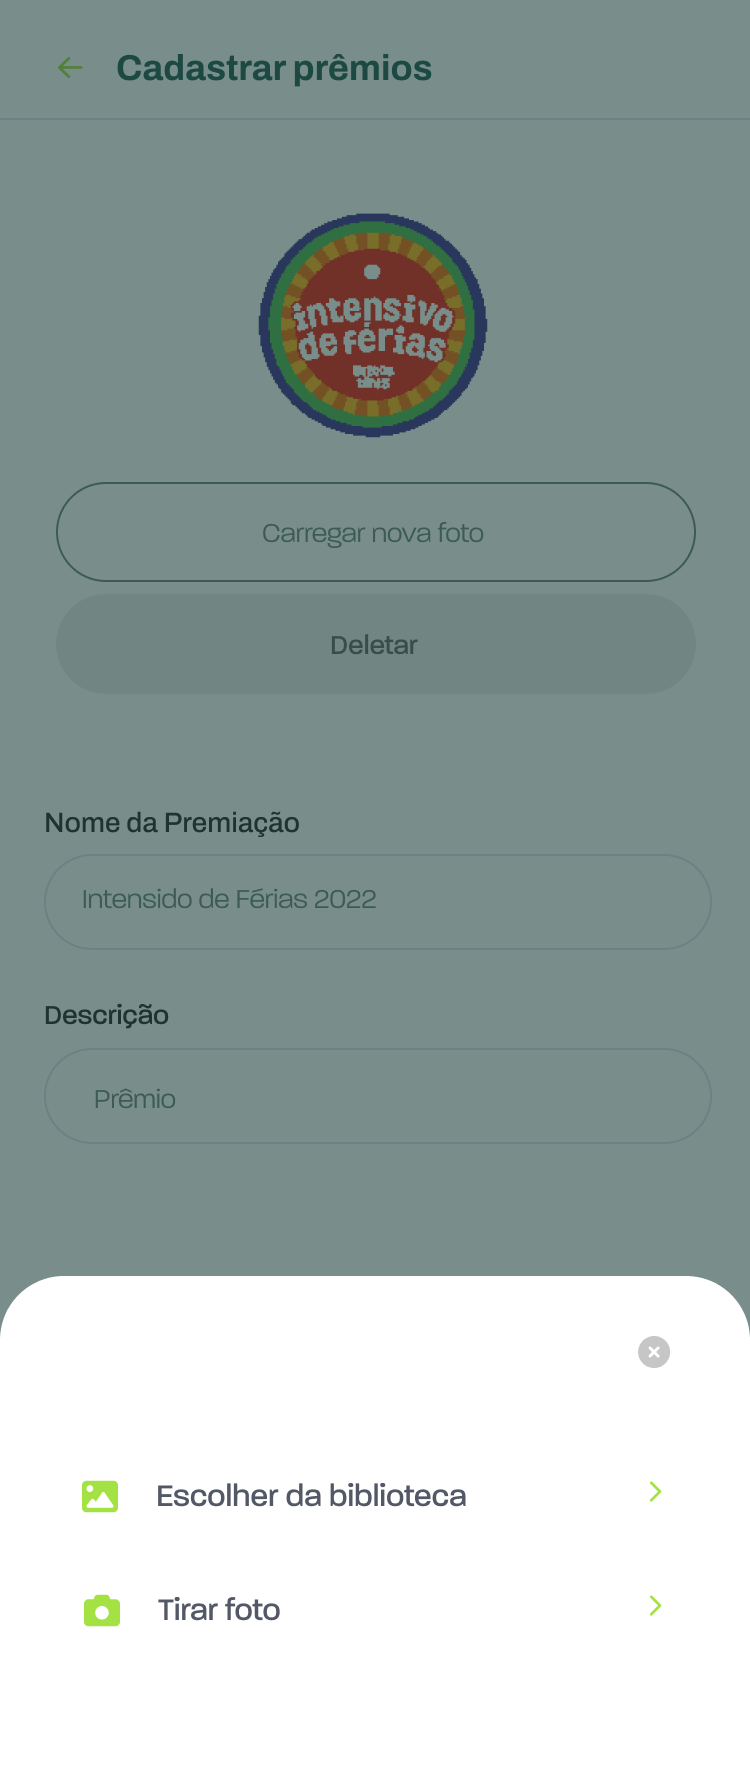 Cadastrar prêmios
intensivo
de férias
Carregar nova foto
Deletar
Nome da Premiação
Intensido de Férias 2022
Descrição
Prêmio
Escolher da biblioteca
Tirar foto